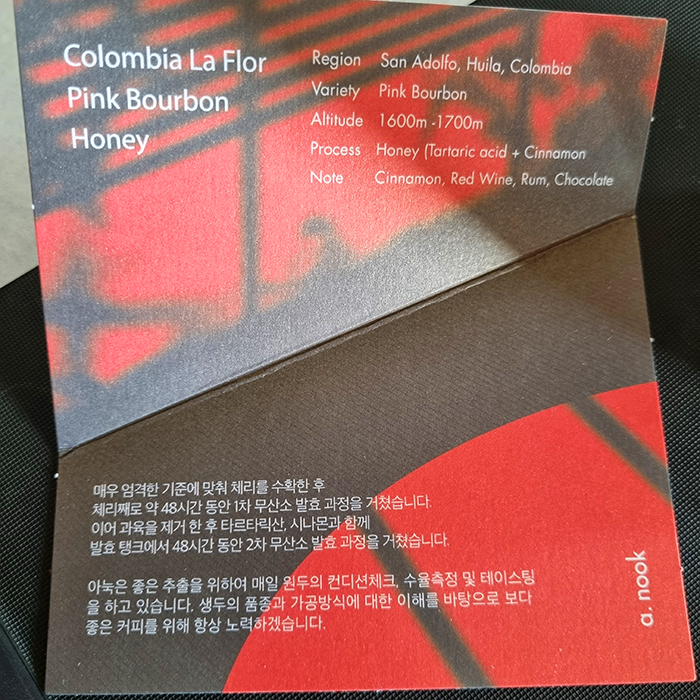 Colombia La Flor
Pink Bourbon
Honey
Region San Adolfo, Huila, Colombia
Variety Pink Bourbon
Altitude 1600m -1700m
Process Honey (Tartaric acid + Cinnamon
Note Cinnamon, Red Wine, Rum, Chocolate
매우 엄격한 기준에 맞춰 체리를 수확한 후
체리째로 약 48시간 동안 1차 무산소 발효 과정을 거쳤습니다.
이어 과육을 제거 한 후 타르타릭산, 시나몬과 함께
발효 탱크에서 48시간 동안 2차 무산소 발효 과정을 거쳤습니다.
아눅은 좋은 추출을 위하여 매일 원두의 컨디션체크, 수율측정 및 테이스팅
을 하고 있습니다. 생두의 품종과 가공방식에 대한 이해를 바탕으로 보다
좋은 커피를 위해 항상 노력하겠습니다.
a. nook